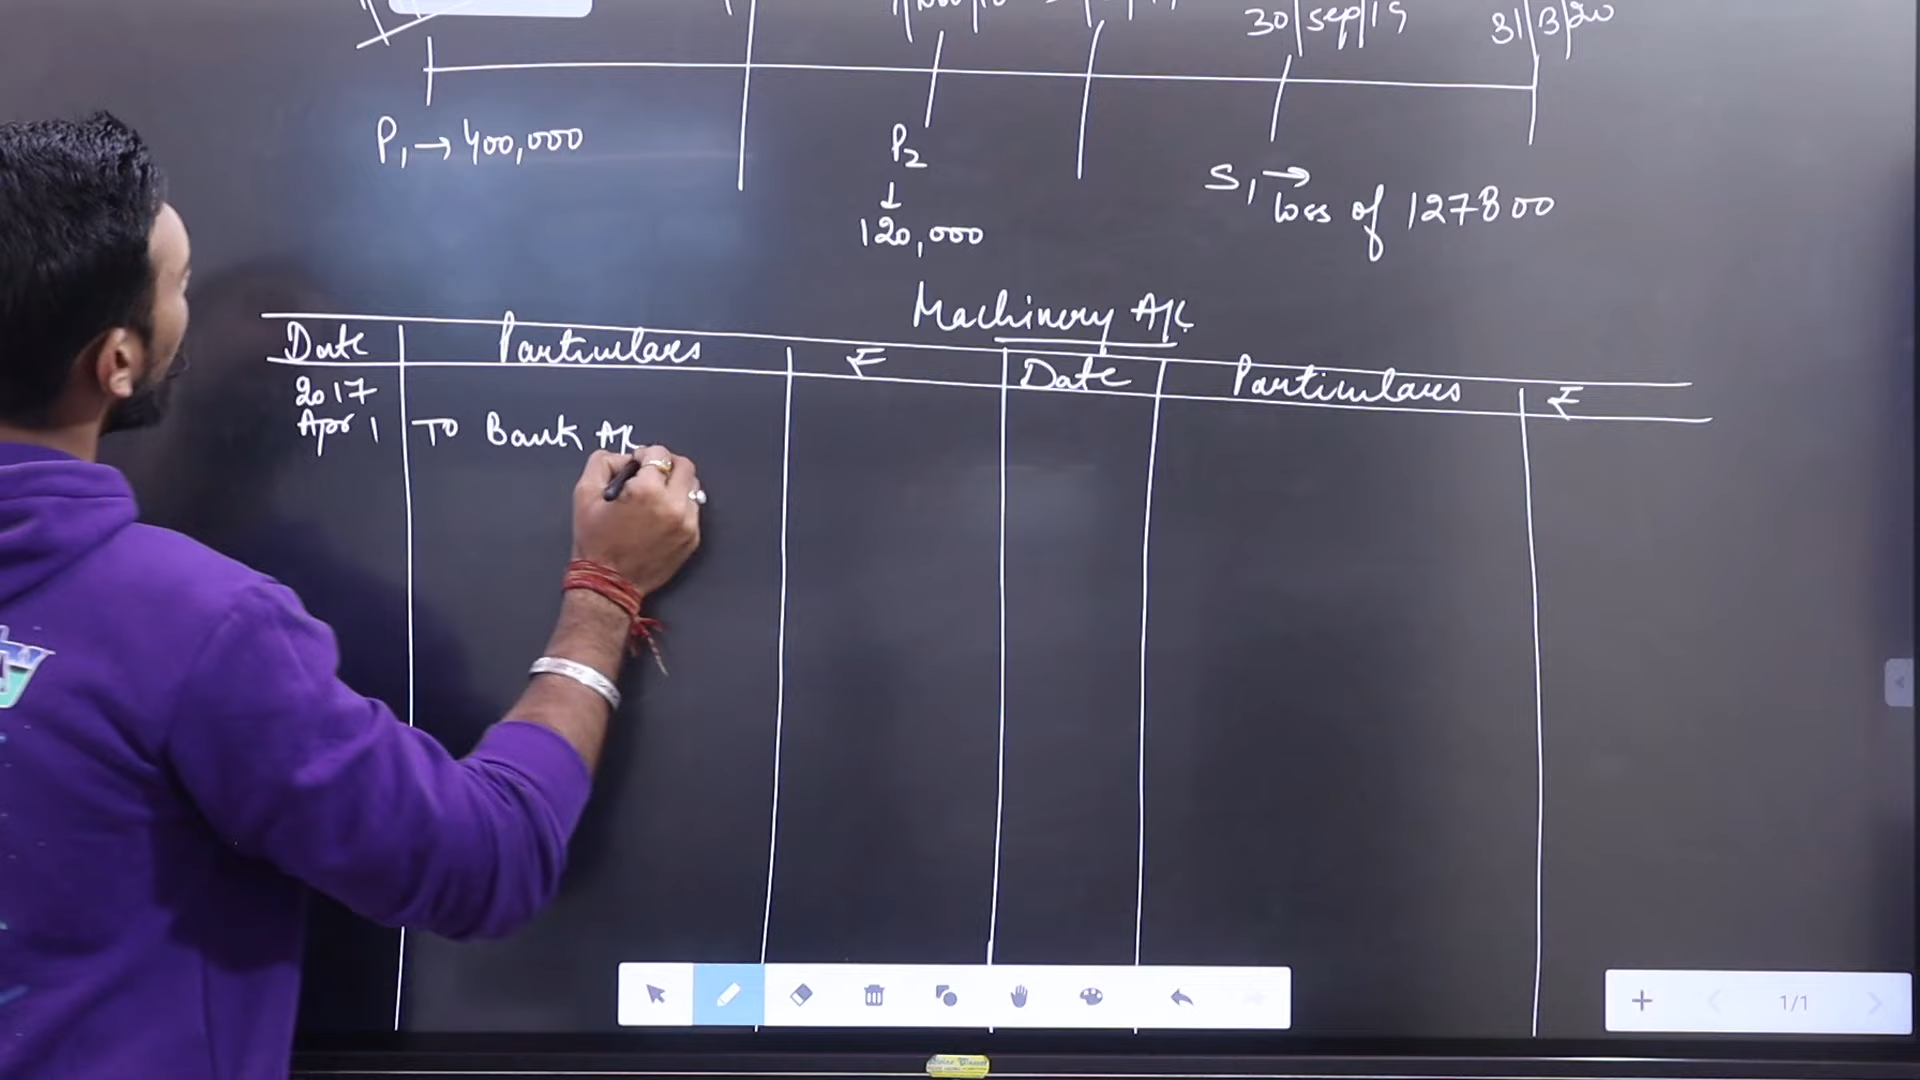 30|Sep|19
31|3|20
P1 → 400,000
P2
↓
120,000
S1 → loss of 127800
Machinery A/c
Date Particulars ₹ Date Particulars ₹
2017
Apr 1 To Bank A/c
1/1